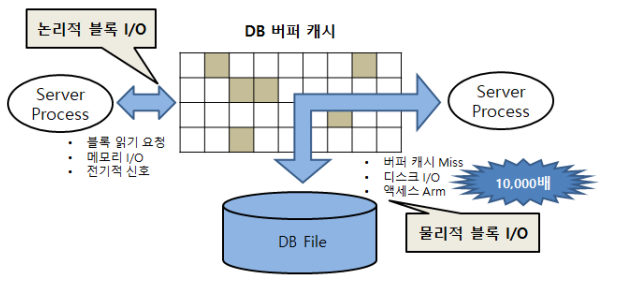 논리적 블록 I/O
DB 버퍼 캐시
Server
Process
Server
Process
• 블록 읽기 요청
• 메모리 I/O
• 전기적 신호
• 버퍼 캐시 Miss
• 디스크 I/O
• 액세스 Arm
10,000배
DB File
물리적 블록 I/O